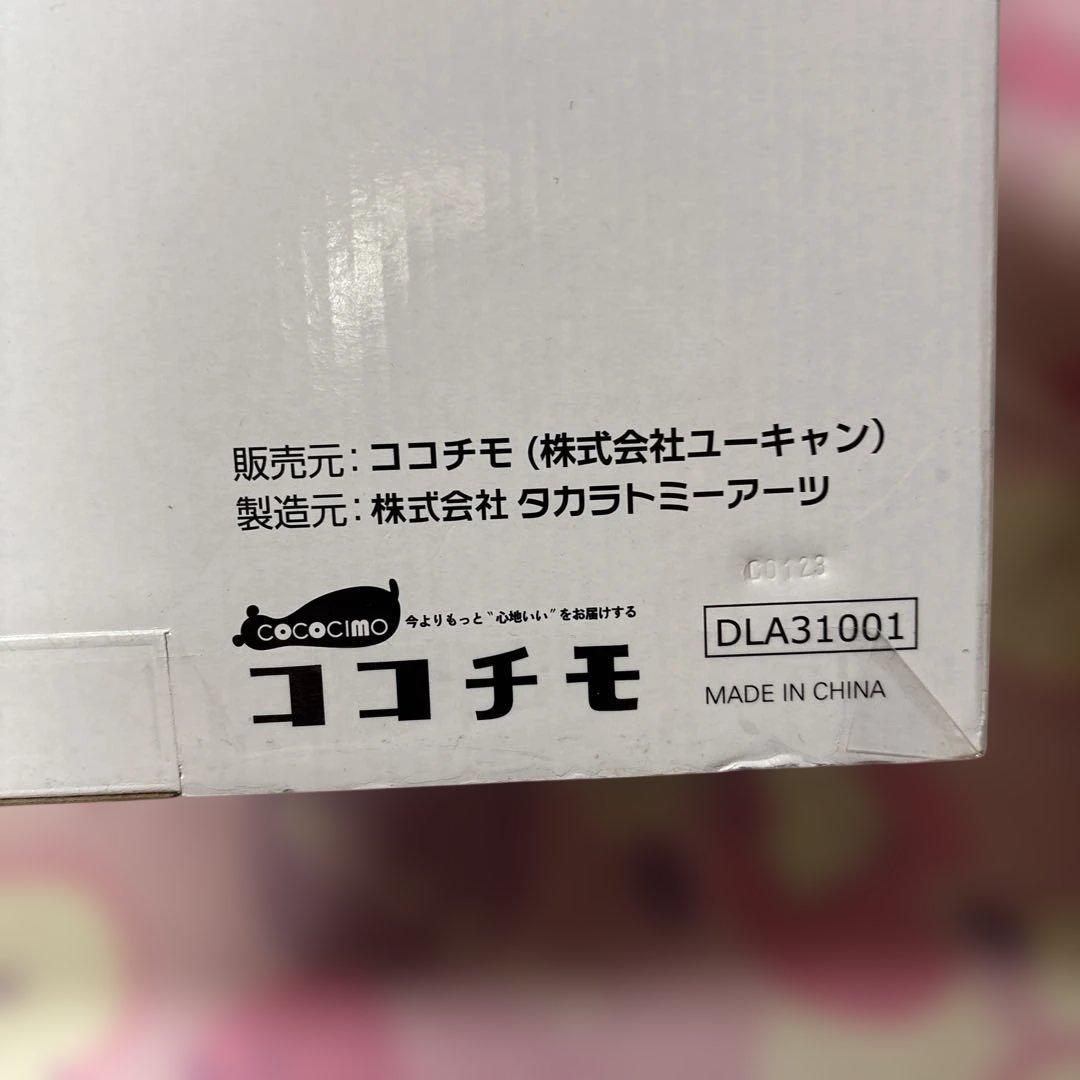 販売元：ココチモ (株式会社ユーキャン)
製造元：株式会社 タカラトミーアーツ
C0123
COCOCIMO 今よりもっと"心地いい"をお届けする
ココチモ
DLA31001
MADE IN CHINA